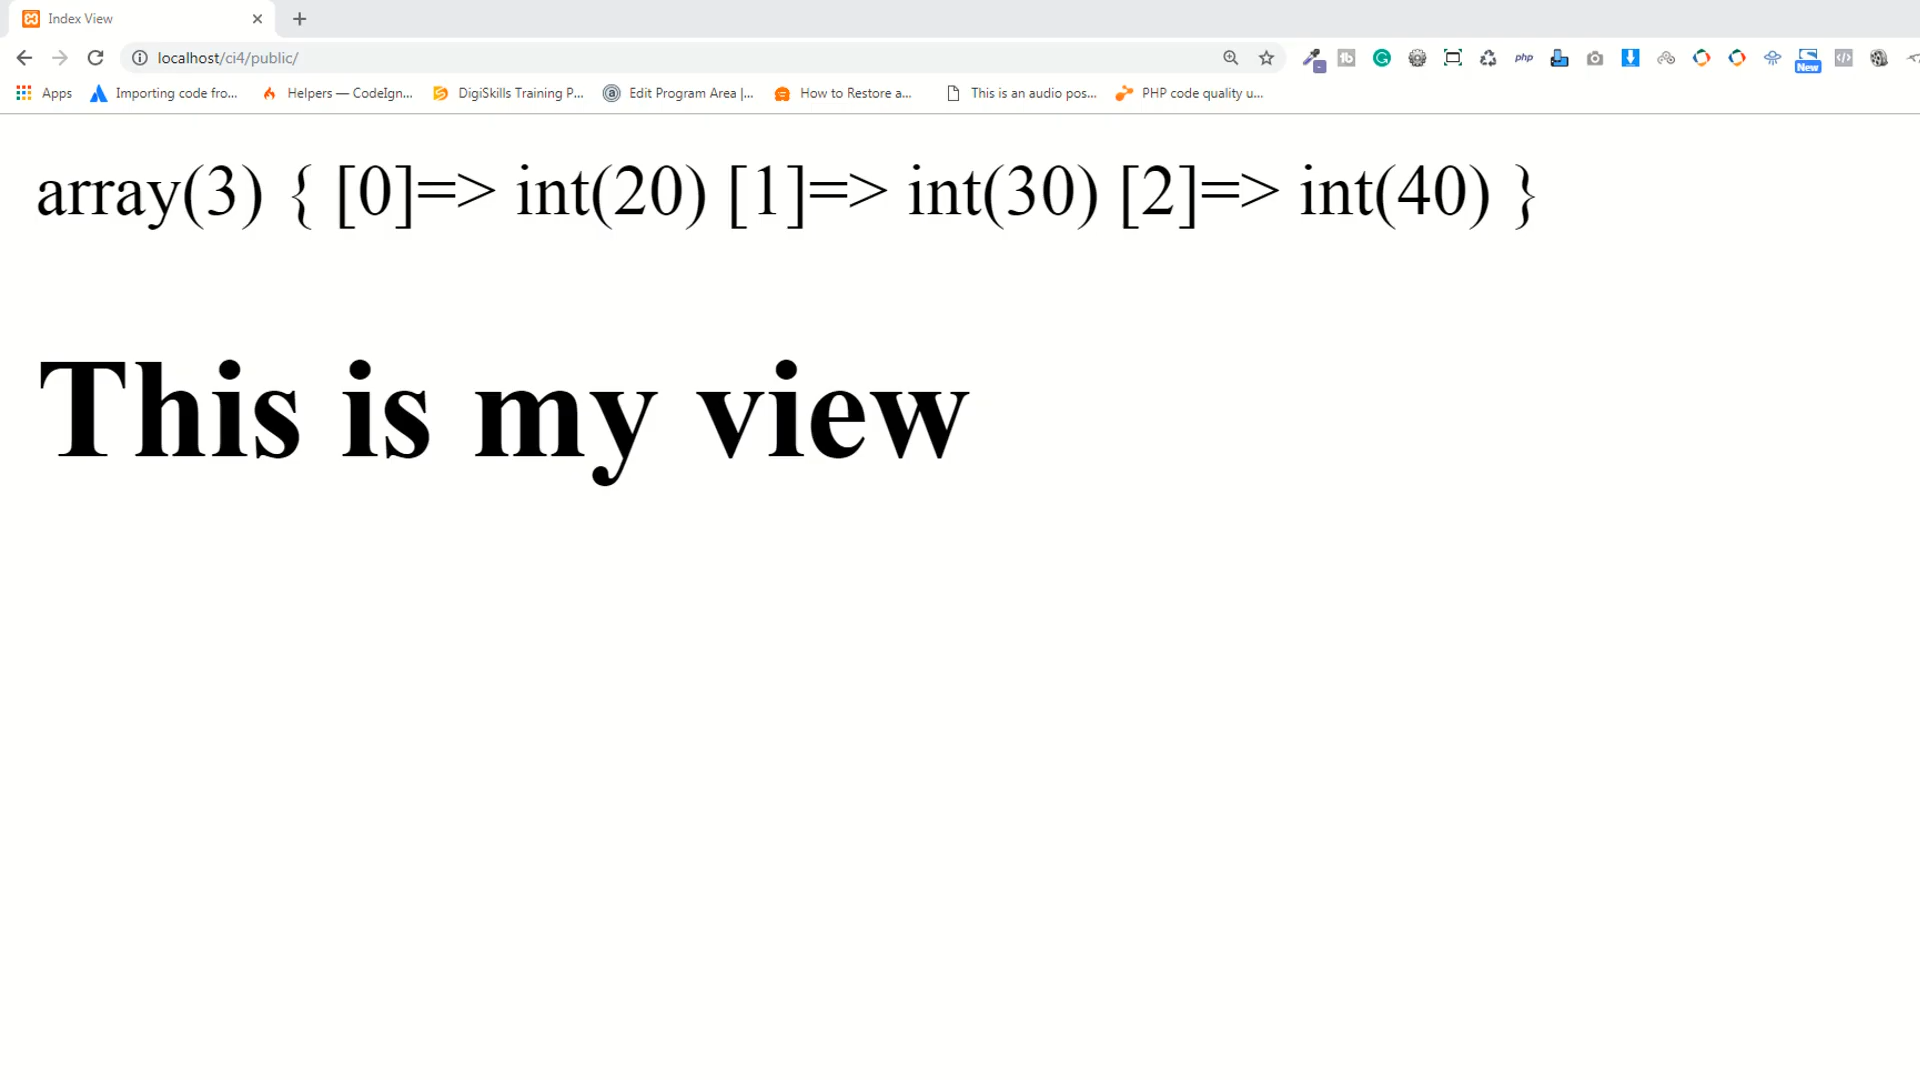 Index View
localhost/ci4/public/
php
New
Apps
Importing code fro...
Helpers — CodeIgn...
DigiSkills Training P...
Edit Program Area |...
How to Restore a...
This is an audio pos...
PHP code quality u...
array(3) { [0]=> int(20) [1]=> int(30) [2]=> int(40) }
This is my view